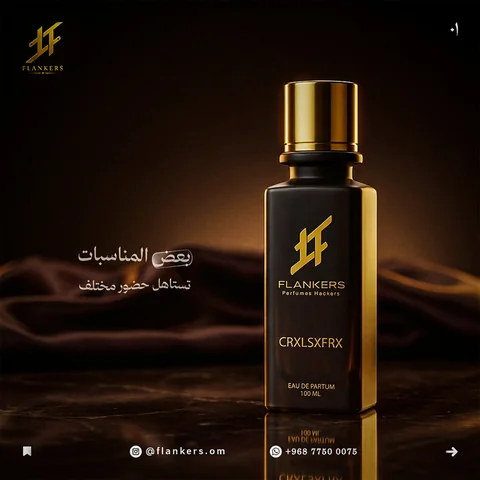 FLANKERS
٠١
بعض المناسبات
تستاهل حضور مختلف
FLANKERS
Perfumes Hackers
CRXLSXFRX
EAU DE PARTUM
100 ML
@flankers.om
+968 7750 0075